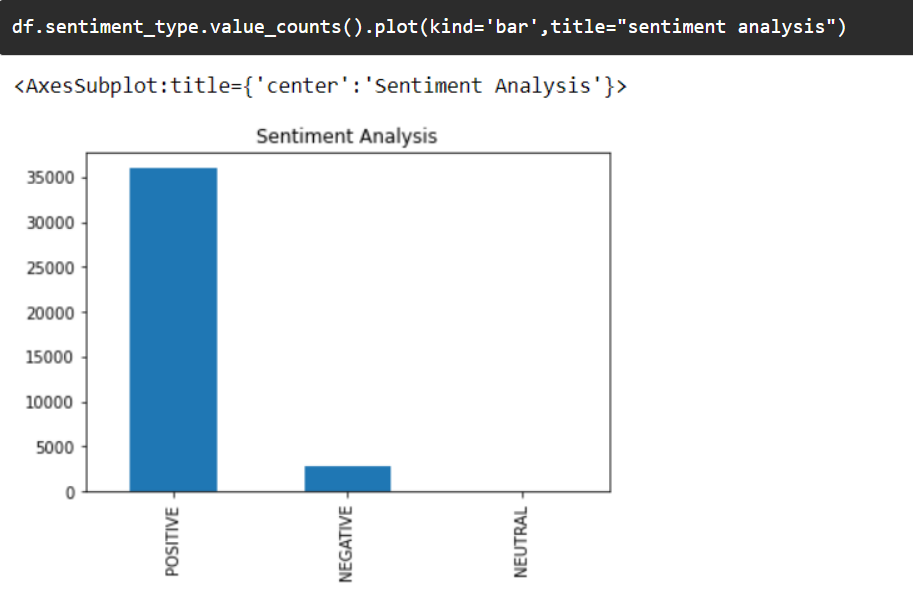 df.sentiment_type.value_counts().plot(kind='bar',title="sentiment analysis")
<AxesSubplot:title={'center':'Sentiment Analysis'}>
Sentiment Analysis
35000
30000
25000
20000
15000
10000
5000
0
POSITIVE
NEGATIVE
NEUTRAL